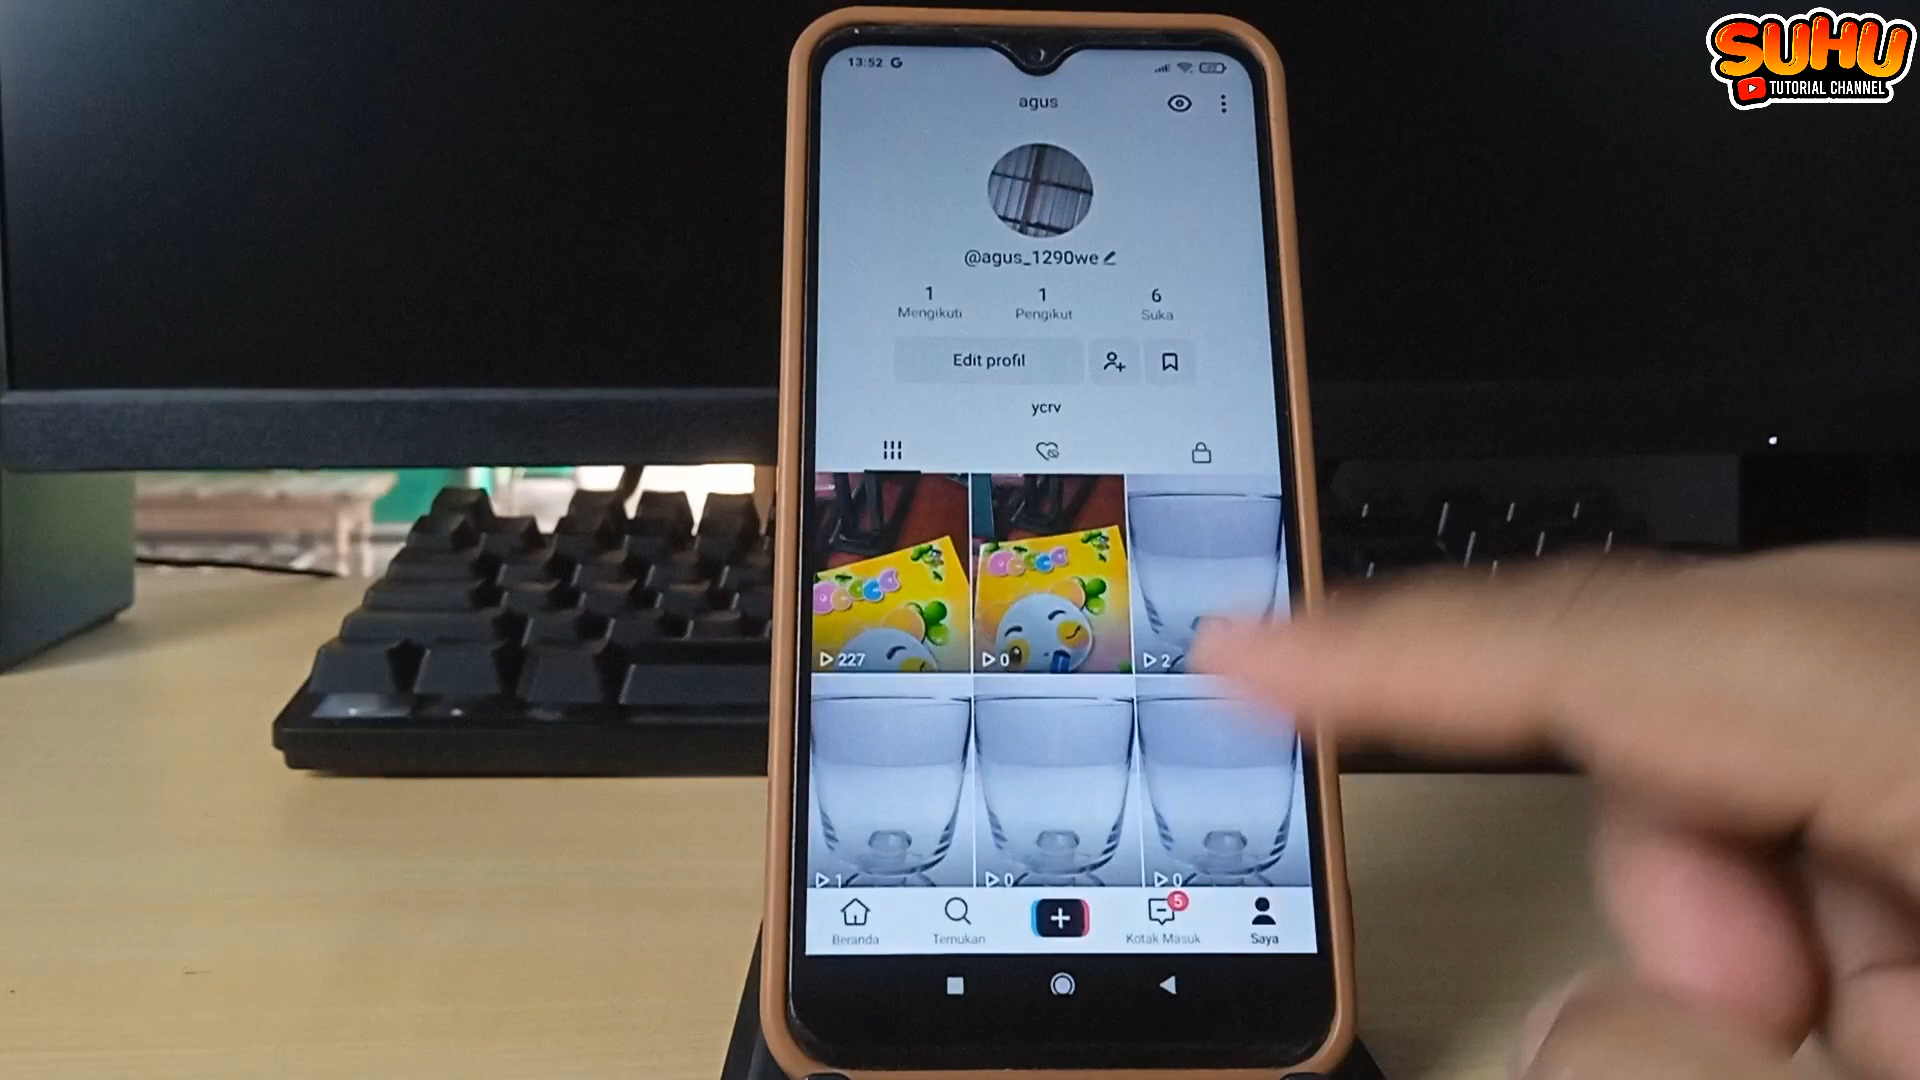 SUHU
TUTORIAL CHANNEL
13:52 G
agus
@agus_1290we
1 1 6
Mengikuti Pengikut Suka
Edit profil
ycrv
227 0 2
1 0 0
5
Beranda Temukan Kotak Masuk Saya